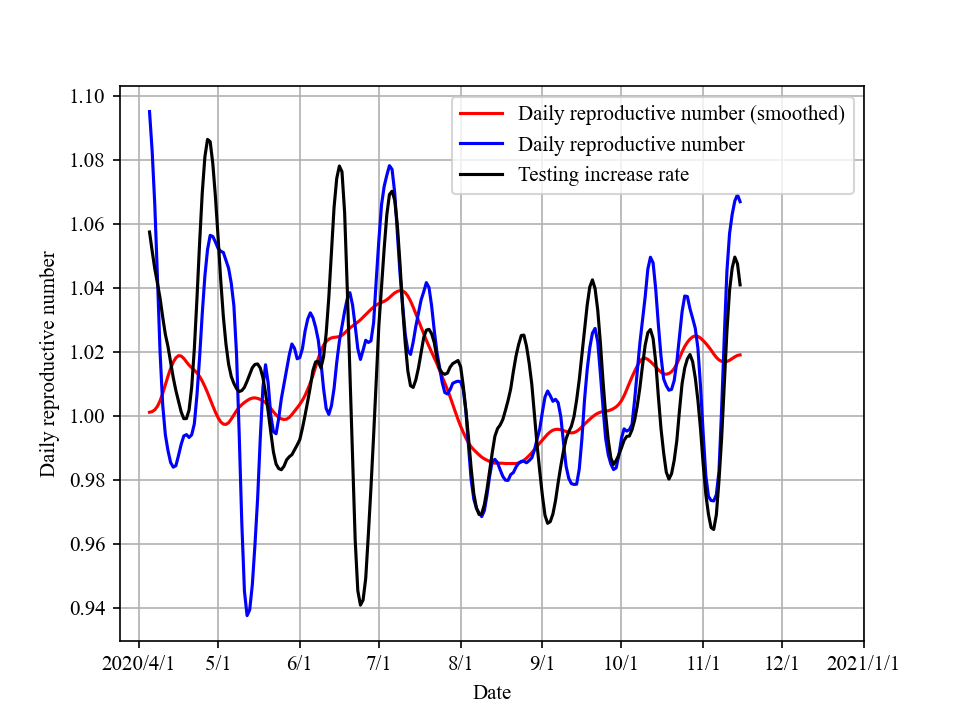 1.10
1.08
1.06
1.04
1.02
1.00
0.98
0.96
0.94
Daily reproductive number
Daily reproductive number (smoothed)
Daily reproductive number
Testing increase rate
2020/4/1 5/1 6/1 7/1 8/1 9/1 10/1 11/1 12/1 2021/1/1
Date